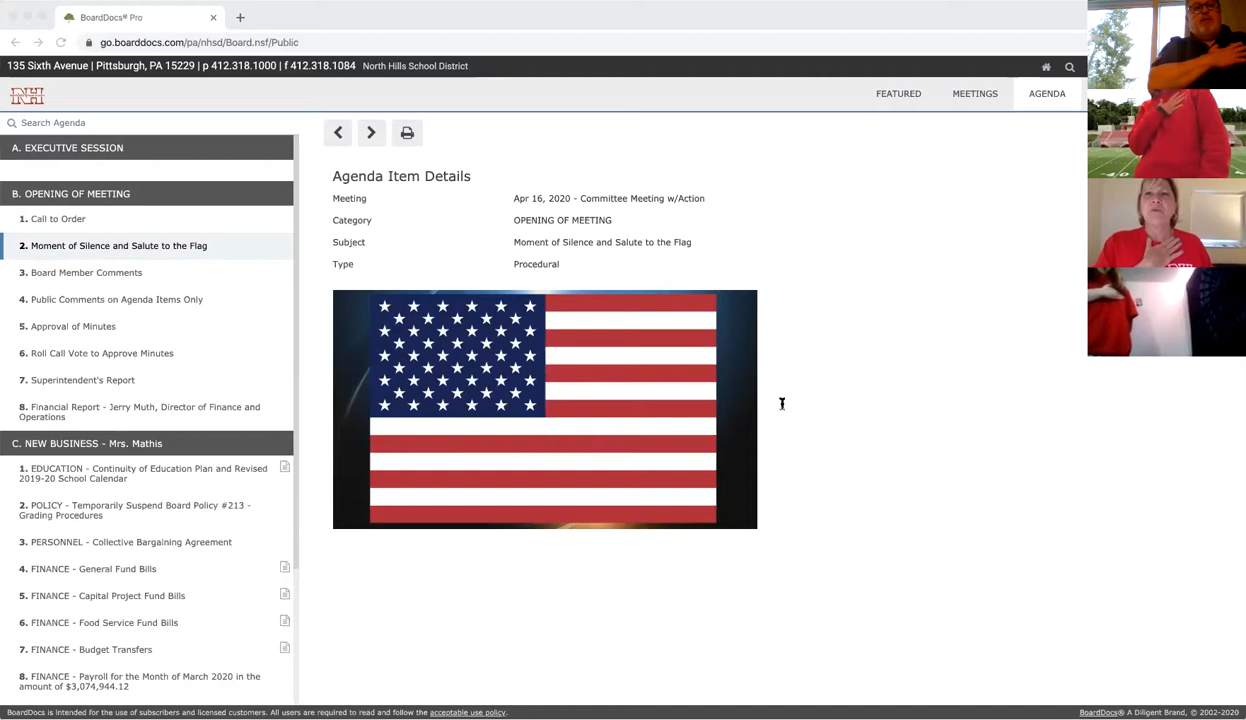 BoardDocs® Pro
go.boarddocs.com/pa/nhsd/Board.nsf/Public
135 Sixth Avenue | Pittsburgh, PA 15229 | p 412.318.1000 | f 412.318.1084 North Hills School District
NH
FEATURED MEETINGS AGENDA
Search Agenda
A. EXECUTIVE SESSION
B. OPENING OF MEETING
1. Call to Order
2. Moment of Silence and Salute to the Flag
3. Board Member Comments
4. Public Comments on Agenda Items Only
5. Approval of Minutes
6. Roll Call Vote to Approve Minutes
7. Superintendent's Report
8. Financial Report - Jerry Muth, Director of Finance and
Operations
C. NEW BUSINESS - Mrs. Mathis
1. EDUCATION - Continuity of Education Plan and Revised
2019-20 School Calendar
2. POLICY - Temporarily Suspend Board Policy #213 -
Grading Procedures
3. PERSONNEL - Collective Bargaining Agreement
4. FINANCE - General Fund Bills
5. FINANCE - Capital Project Fund Bills
6. FINANCE - Food Service Fund Bills
7. FINANCE - Budget Transfers
8. FINANCE - Payroll for the Month of March 2020 in the
amount of $3,074,944.12
Agenda Item Details
Meeting Apr 16, 2020 - Committee Meeting w/Action
Category OPENING OF MEETING
Subject Moment of Silence and Salute to the Flag
Type Procedural
BoardDocs is intended for the use of subscribers and licensed customers. All users are required to read and follow the acceptable use policy.
BoardDocs® A Diligent Brand, © 2002-2020